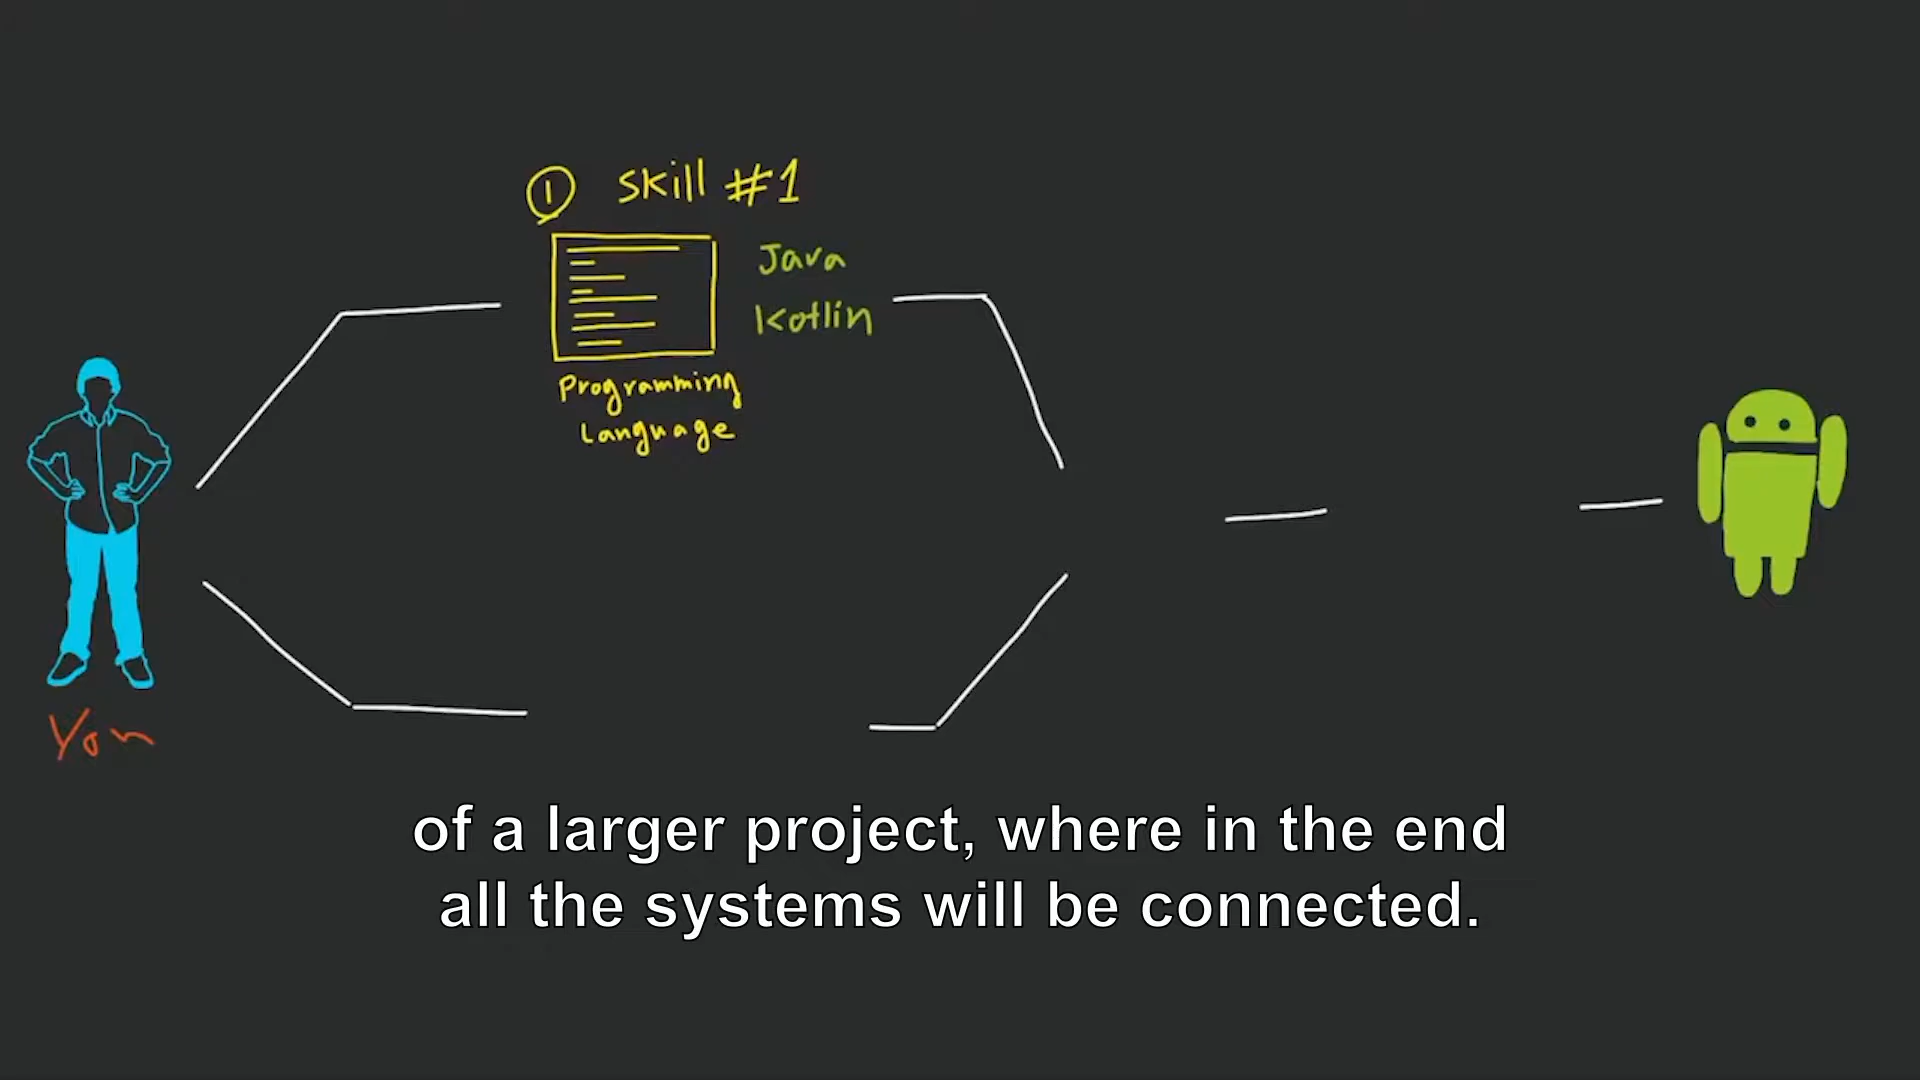 ① Skill #1
Java
Kotlin
Programming
Language
You
of a larger project, where in the end
all the systems will be connected.